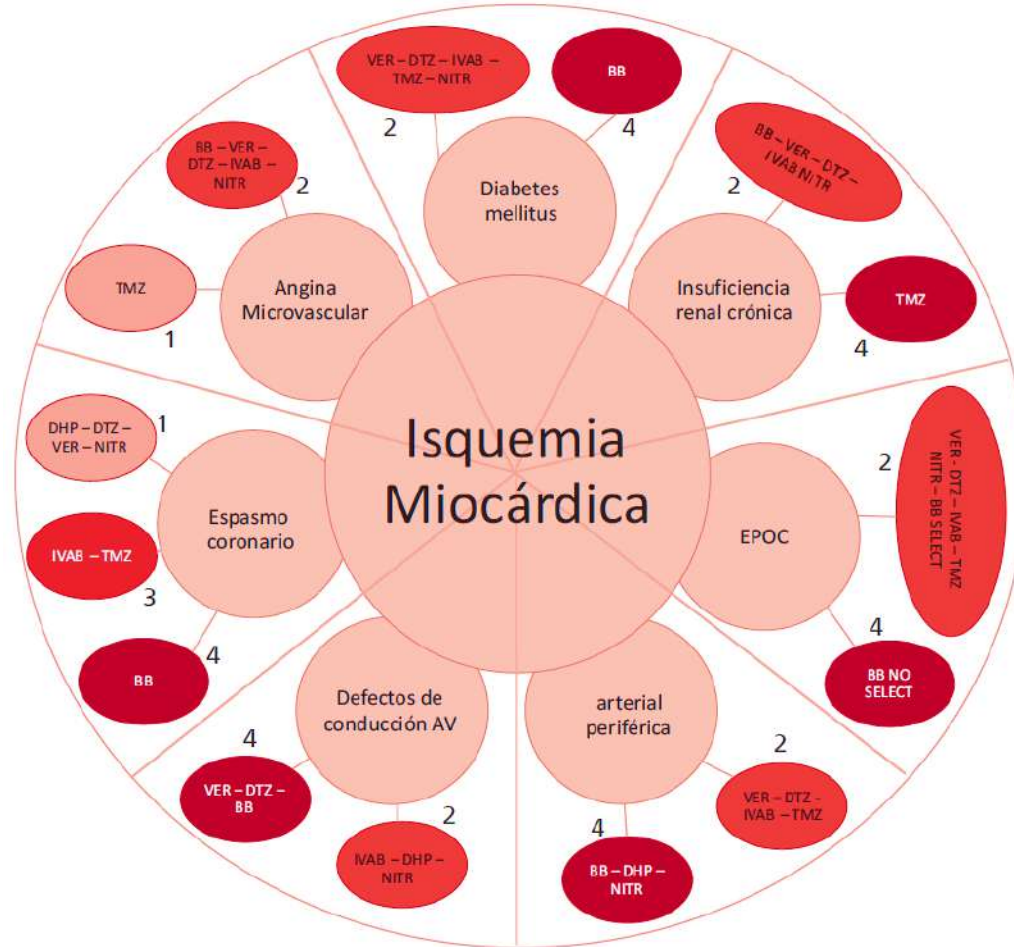 Isquemia
Miocárdica
Diabetes
mellitus
VER – DTZ – IVAB –
TMZ – NITR
2
BB
4
Insuficiencia
renal crónica
BB – VER – DTZ –
IVAB NITR
2
TMZ
4
EPOC
VER - DTZ – IVAB – TMZ
NITR – BB SELECT
2
BB NO
SELECT
4
arterial
periférica
VER – DTZ -
IVAB – TMZ
2
BB – DHP –
NITR
4
Defectos de
conducción AV
IVAB – DHP –
NITR
2
VER – DTZ –
BB
4
Espasmo
coronario
DHP – DTZ –
VER – NITR
1
IVAB – TMZ
3
BB
4
Angina
Microvascular
BB – VER –
DTZ – IVAB –
NITR
2
TMZ
1